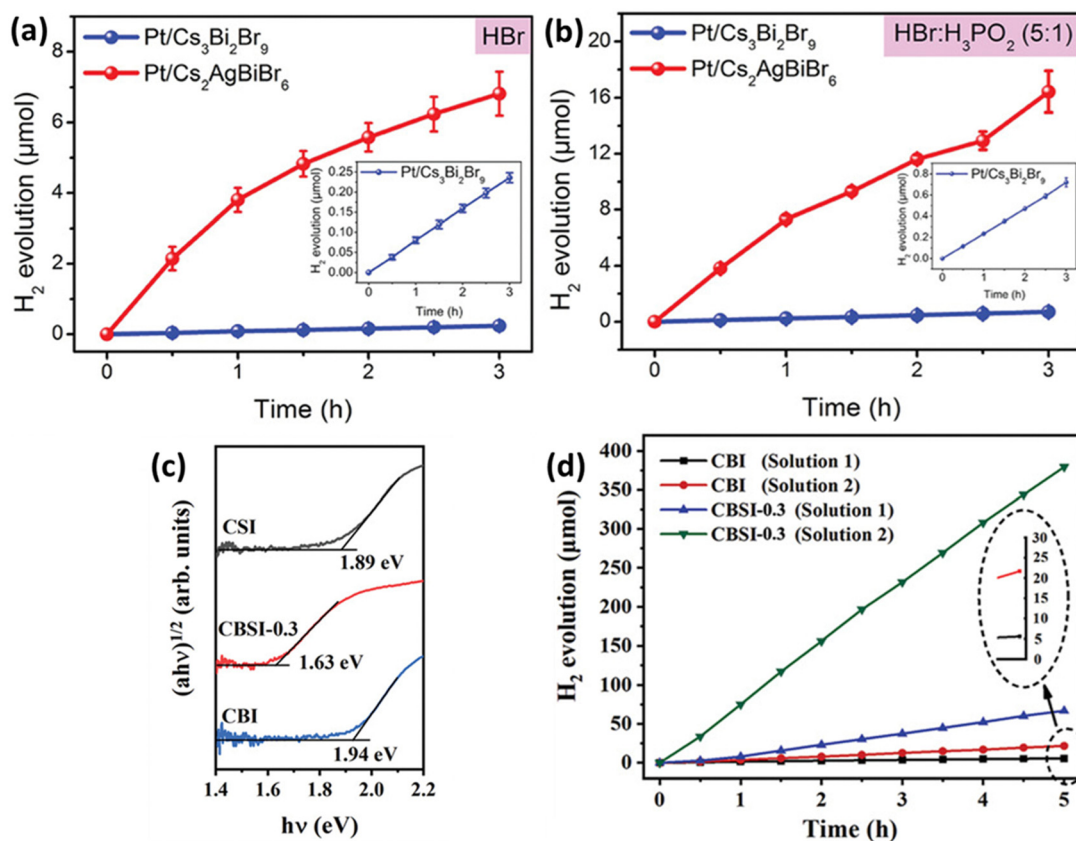 (a)
Pt/Cs3Bi2Br9
Pt/Cs2AgBiBr6
HBr
H2 evolution (μmol)
8
6
4
2
0
0 1 2 3
Time (h)
Pt/Cs3Bi2Br9
H2 evolution (μmol)
0.25
0.20
0.15
0.10
0.05
0.00
0 1 2 3
Time (h)
(b)
Pt/Cs3Bi2Br9
Pt/Cs2AgBiBr6
HBr:H3PO2 (5:1)
H2 evolution (μmol)
20
16
12
8
4
0
0 1 2 3
Time (h)
Pt/Cs3Bi2Br9
H2 evolution (μmol)
0.8
0.6
0.4
0.2
0.0
0 1 2 3
Time (h)
(c)
(ahν)1/2 (arb. units)
CSI
1.89 eV
CBSI-0.3
1.63 eV
CBI
1.94 eV
1.4 1.6 1.8 2.0 2.2
hν (eV)
(d)
CBI (Solution 1)
CBI (Solution 2)
CBSI-0.3 (Solution 1)
CBSI-0.3 (Solution 2)
H2 evolution (μmol)
400
350
300
250
200
150
100
50
0
30
25
20
15
10
5
0
0 1 2 3 4 5
Time (h)